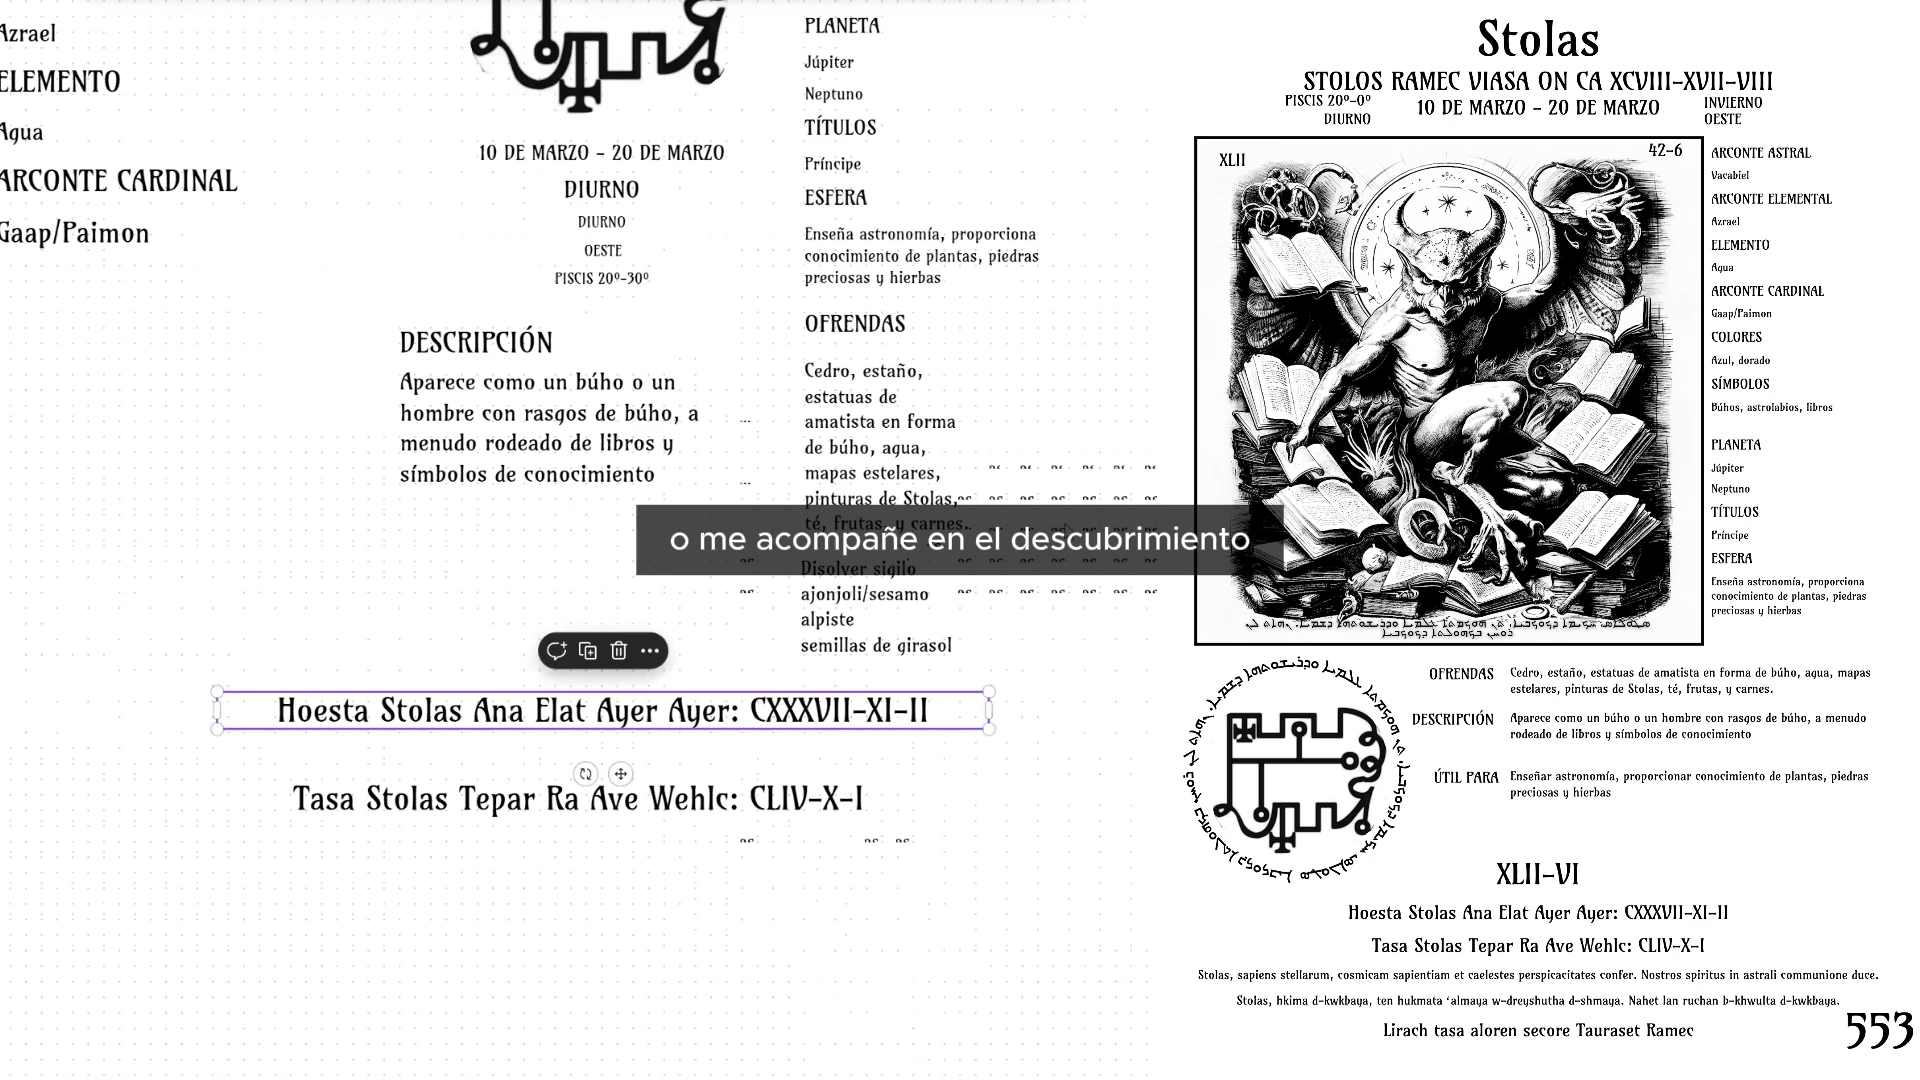 Azrael
ELEMENTO
Agua
ARCONTE CARDINAL
Gaap/Paimon
10 DE MARZO - 20 DE MARZO
DIURNO
DIURNO
OESTE
PISCIS 20º-30º
DESCRIPCIÓN
Aparece como un búho o un
hombre con rasgos de búho, a
menudo rodeado de libros y
símbolos de conocimiento
PLANETA
Júpiter
Neptuno
TÍTULOS
Príncipe
ESFERA
Enseña astronomía, proporciona
conocimiento de plantas, piedras
preciosas y hierbas
OFRENDAS
Cedro, estaño,
estatuas de
amatista en forma
de búho, agua,
mapas estelares,
pinturas de Stolas,
té, frutas, y carnes.
o me acompañe en el descubrimiento
Disolver sigilo
ajonjoli/sesamo
alpiste
semillas de girasol
Hoesta Stolas Ana Elat Ayer Ayer: CXXXVII-XI-II
Tasa Stolas Tepar Ra Ave Wehlc: CLIV-X-I
Stolas
STOLOS RAMEC VIASA ON CA XCVIII-XVII-VIII
PISCIS 20º-0º
DIURNO
10 DE MARZO - 20 DE MARZO
INVIERNO
OESTE
XLII
42-6
ARCONTE ASTRAL
Vacabiel
ARCONTE ELEMENTAL
Azrael
ELEMENTO
Agua
ARCONTE CARDINAL
Gaap/Paimon
COLORES
Azul, dorado
SÍMBOLOS
Búhos, astrolabios, libros
PLANETA
Júpiter
Neptuno
TÍTULOS
Príncipe
ESFERA
Enseña astronomía, proporciona
conocimiento de plantas, piedras
preciosas y hierbas
OFRENDAS
Cedro, estaño, estatuas de amatista en forma de búho, agua, mapas
estelares, pinturas de Stolas, té, frutas, y carnes.
DESCRIPCIÓN
Aparece como un búho o un hombre con rasgos de búho, a menudo
rodeado de libros y símbolos de conocimiento
ÚTIL PARA
Enseñar astronomía, proporcionar conocimiento de plantas, piedras
preciosas y hierbas
XLII-VI
Hoesta Stolas Ana Elat Ayer Ayer: CXXXVII-XI-II
Tasa Stolas Tepar Ra Ave Wehlc: CLIV-X-I
Stolas, sapiens stellarum, cosmicam sapientiam et caelestes perspicacitates confer. Nostros spiritus in astrali communione duce.
Stolas, hkima d-kwkbaya, ten hukmata ʻalmaya w-dreyshutha d-shmaya. Nahet lan ruchan b-khwulta d-kwkbaya.
Lirach tasa aloren secore Tauraset Ramec
553